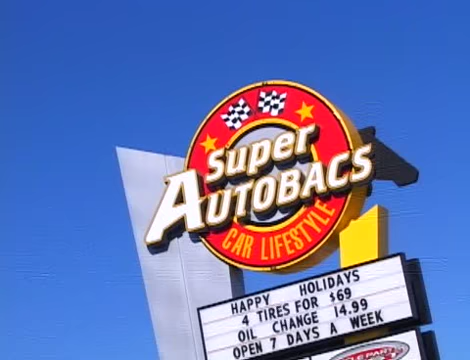 Super
AUTOBACS
CAR LIFESTYLE
HAPPY HOLIDAYS
4 TIRES FOR $69
OIL CHANGE 14.99
OPEN 7 DAYS A WEEK